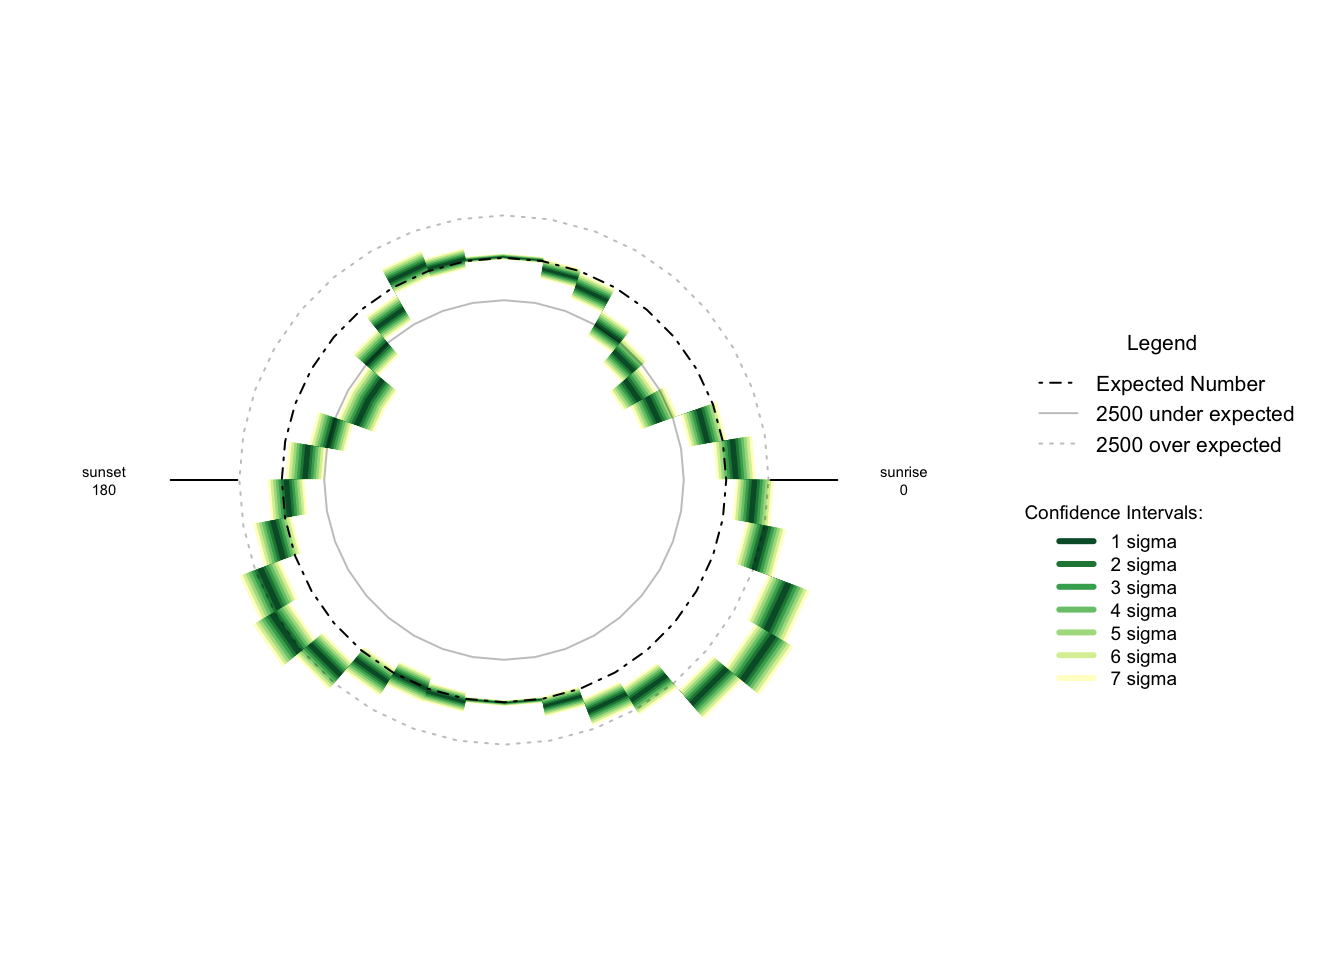 sunset
180
sunrise
0
Legend
Expected Number
2500 under expected
2500 over expected
Confidence Intervals:
1 sigma
2 sigma
3 sigma
4 sigma
5 sigma
6 sigma
7 sigma